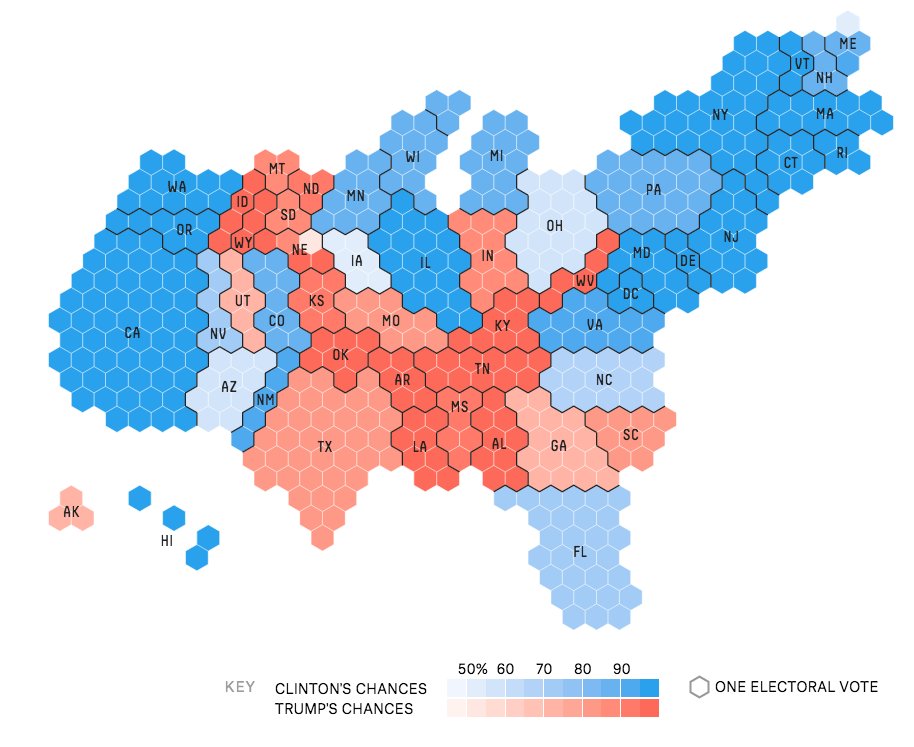 ME
VT
NH
NY
MA
WI
MI
CT
RI
MT
WA
ND
MN
PA
ID
SD
OR
WY
NE
OH
NJ
IA
IL
IN
MD
DE
WV
DC
UT
KS
CO
MO
KY
VA
CA
NV
OK
TN
AZ
AR
NC
NM
MS
TX
LA
AL
GA
SC
AK
HI
FL
50% 60 70 80 90
KEY CLINTON'S CHANCES
TRUMP'S CHANCES
ONE ELECTORAL VOTE